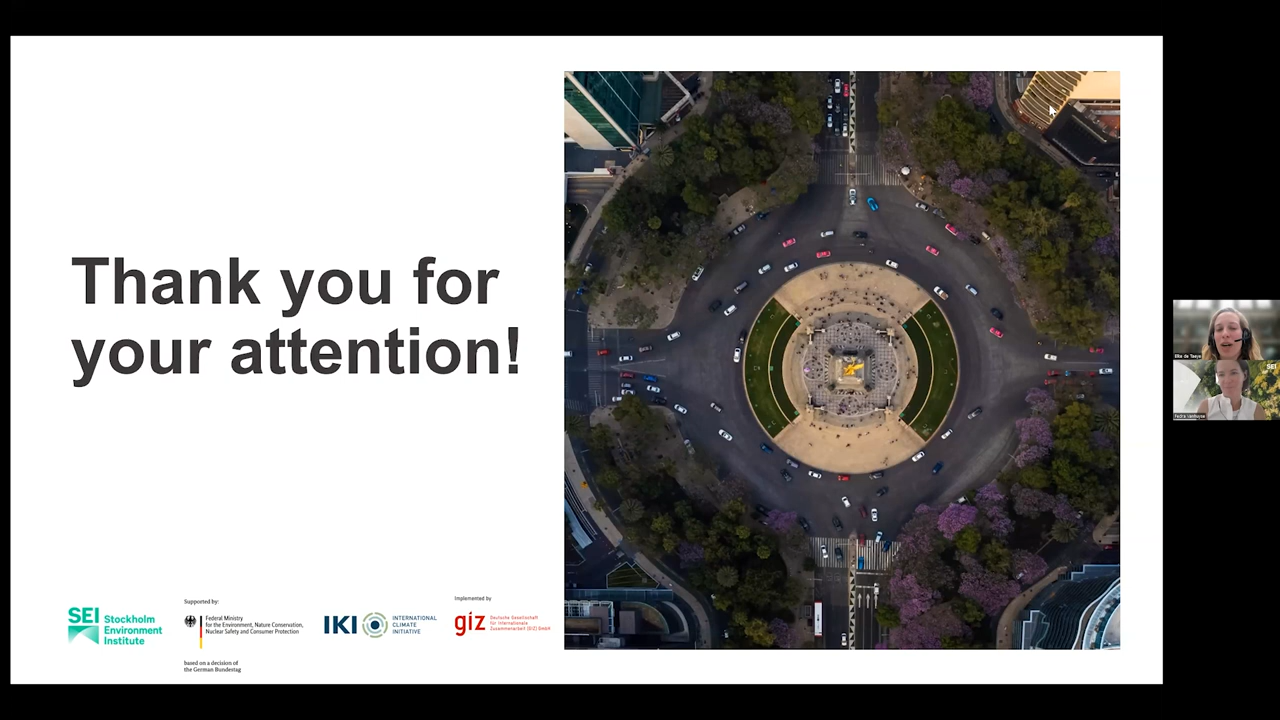 Thank you for
your attention!
SEI
Stockholm
Environment
Institute
Supported by:
Federal Ministry
for the Environment, Nature Conservation,
Nuclear Safety and Consumer Protection
based on a decision of
the German Bundestag
IKI
INTERNATIONAL
CLIMATE
INITIATIVE
Implemented by
giz
Deutsche Gesellschaft
für Internationale
Zusammenarbeit (GIZ) GmbH
SEI